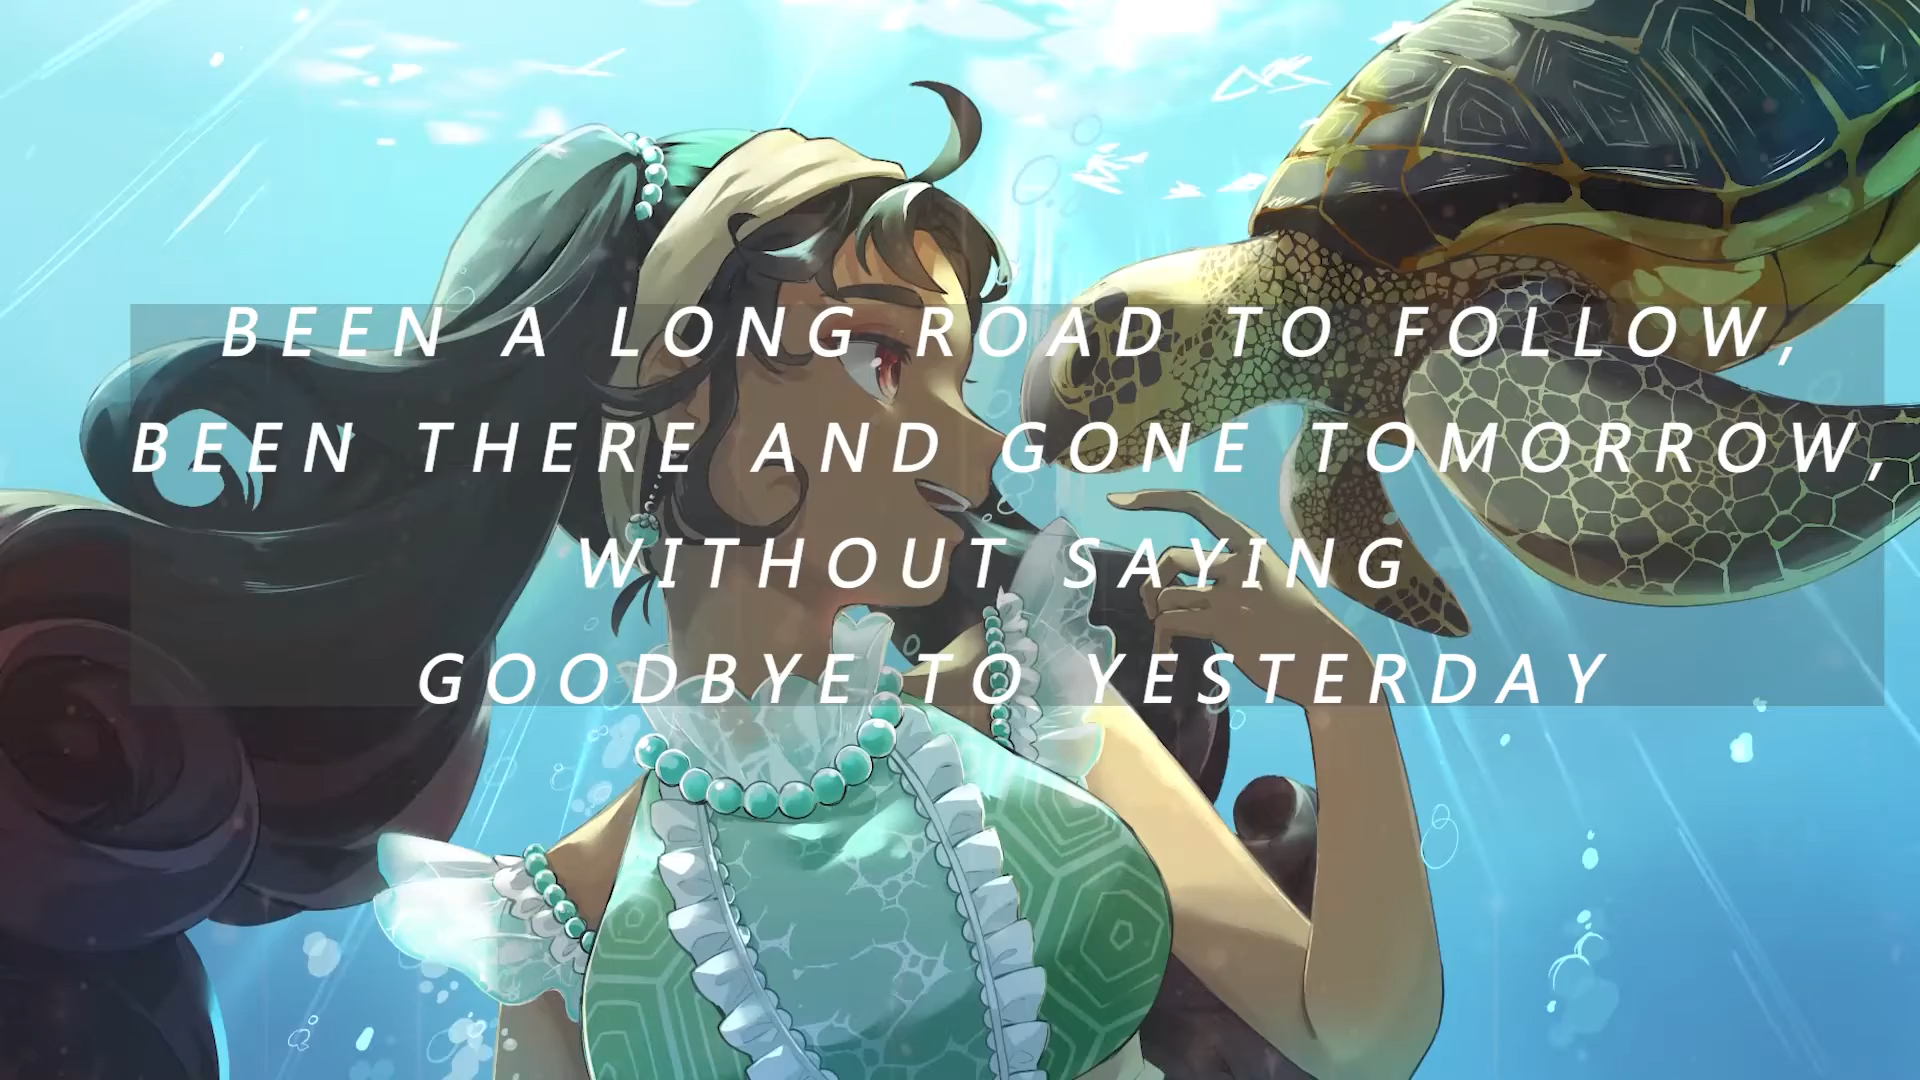 BEEN A LONG ROAD TO FOLLOW,
BEEN THERE AND GONE TOMORROW,
WITHOUT SAYING
GOODBYE TO YESTERDAY